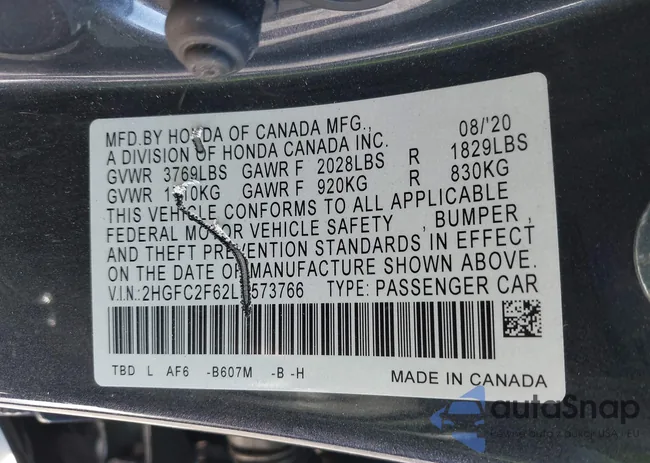 MFD.BY HONDA OF CANADA MFG., 08/'20
A DIVISION OF HONDA CANADA INC.
GVWR 3769LBS GAWR F 2028LBS R 1829LBS
GVWR KG GAWR F 920KG R 830KG
THIS VEHICLE CONFORMS TO ALL APPLICABLE
FEDERAL MOTOR VEHICLE SAFETY , BUMPER ,
AND THEFT PREVENTION STANDARDS IN EFFECT
ON THE DATE OF MANUFACTURE SHOWN ABOVE.
V.I.N.: TYPE: PASSENGER CAR
TBD L AF6 -B607M -B -H
MADE IN CANADA
autoSnap